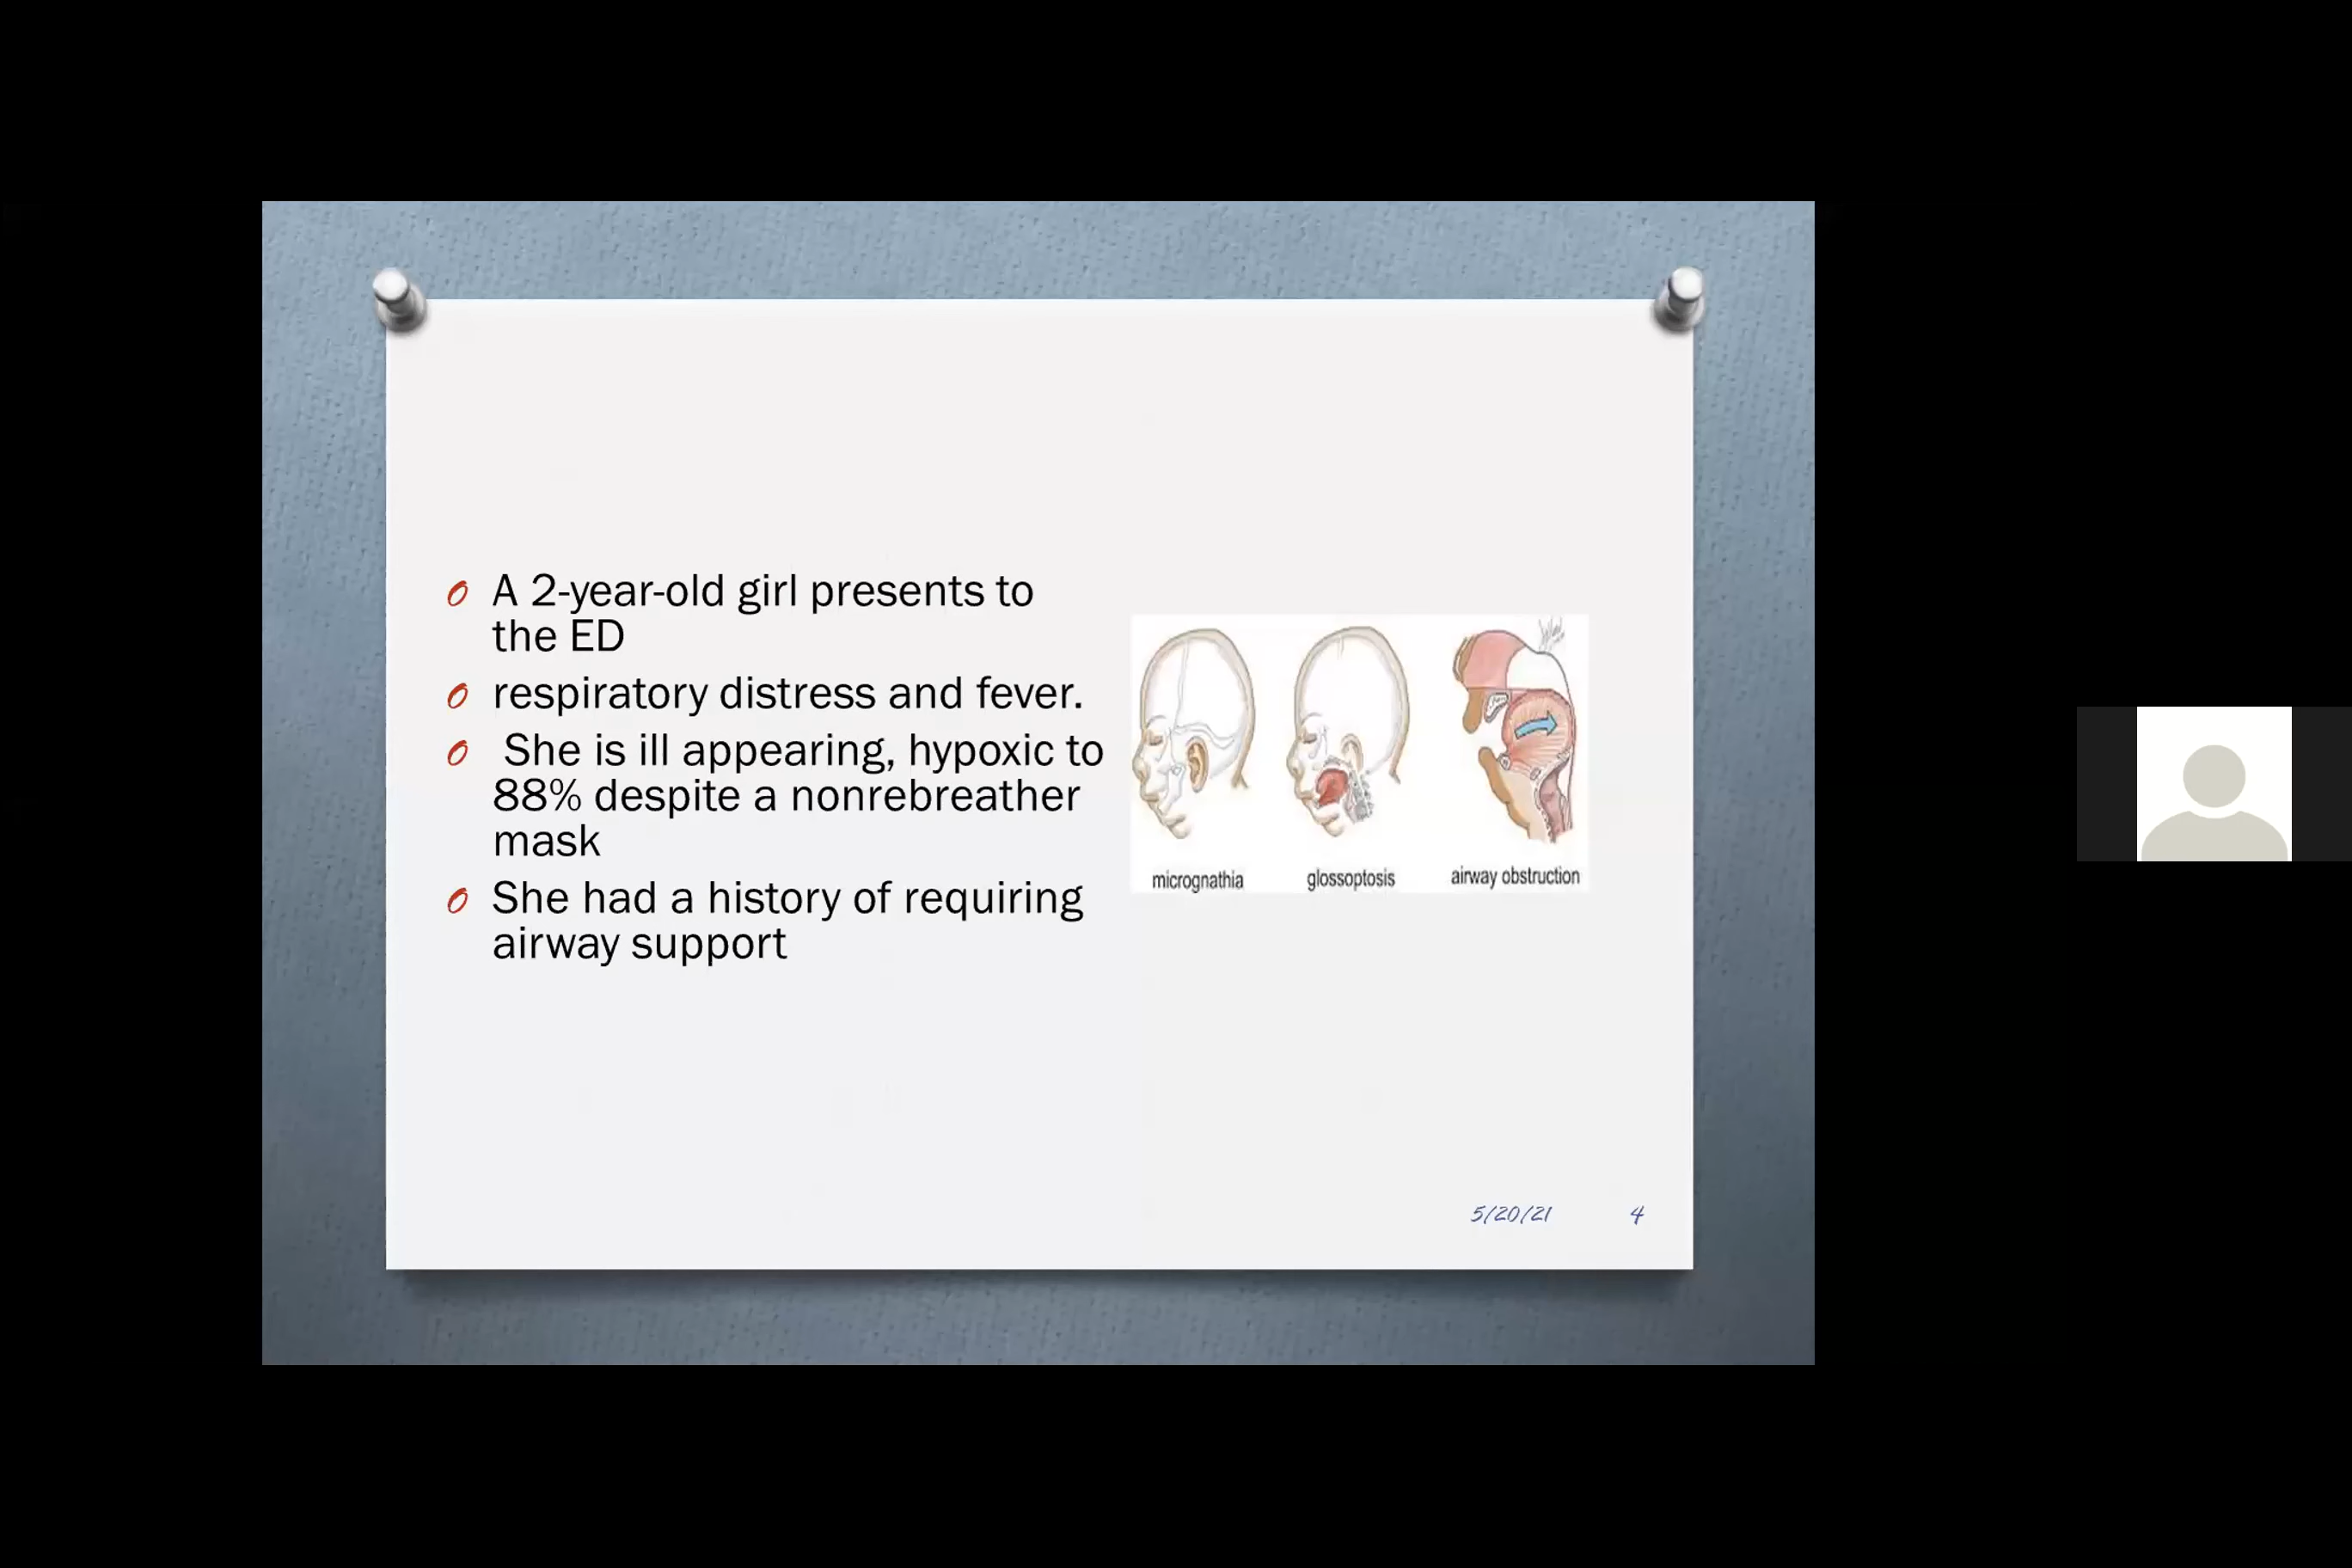 A 2-year-old girl presents to
the ED
respiratory distress and fever.
She is ill appearing, hypoxic to
88% despite a nonrebreather
mask
She had a history of requiring
airway support
micrognathia
glossoptosis
airway obstruction
5/20/21
4